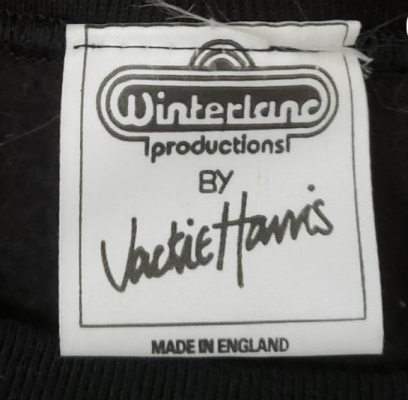 Winterland
productions
BY
Jackie Harris
MADE IN ENGLAND